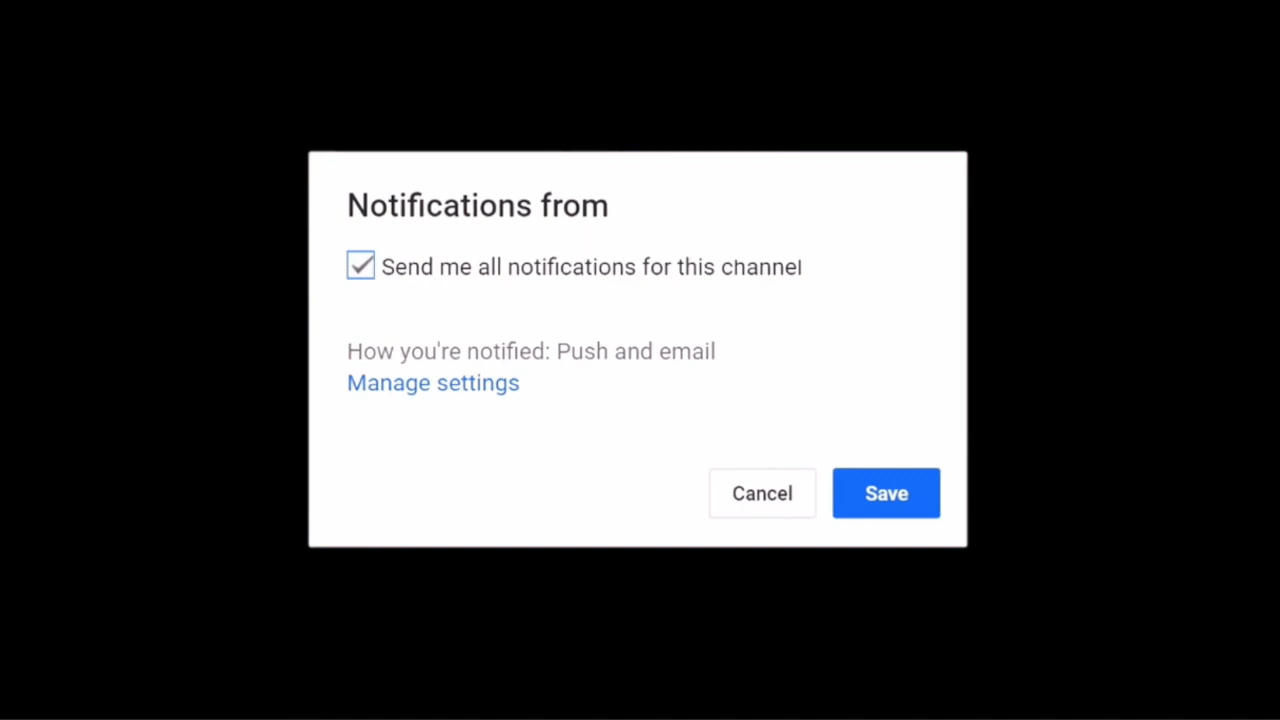 Notifications from
Send me all notifications for this channel
How you're notified: Push and email
Manage settings
Cancel
Save